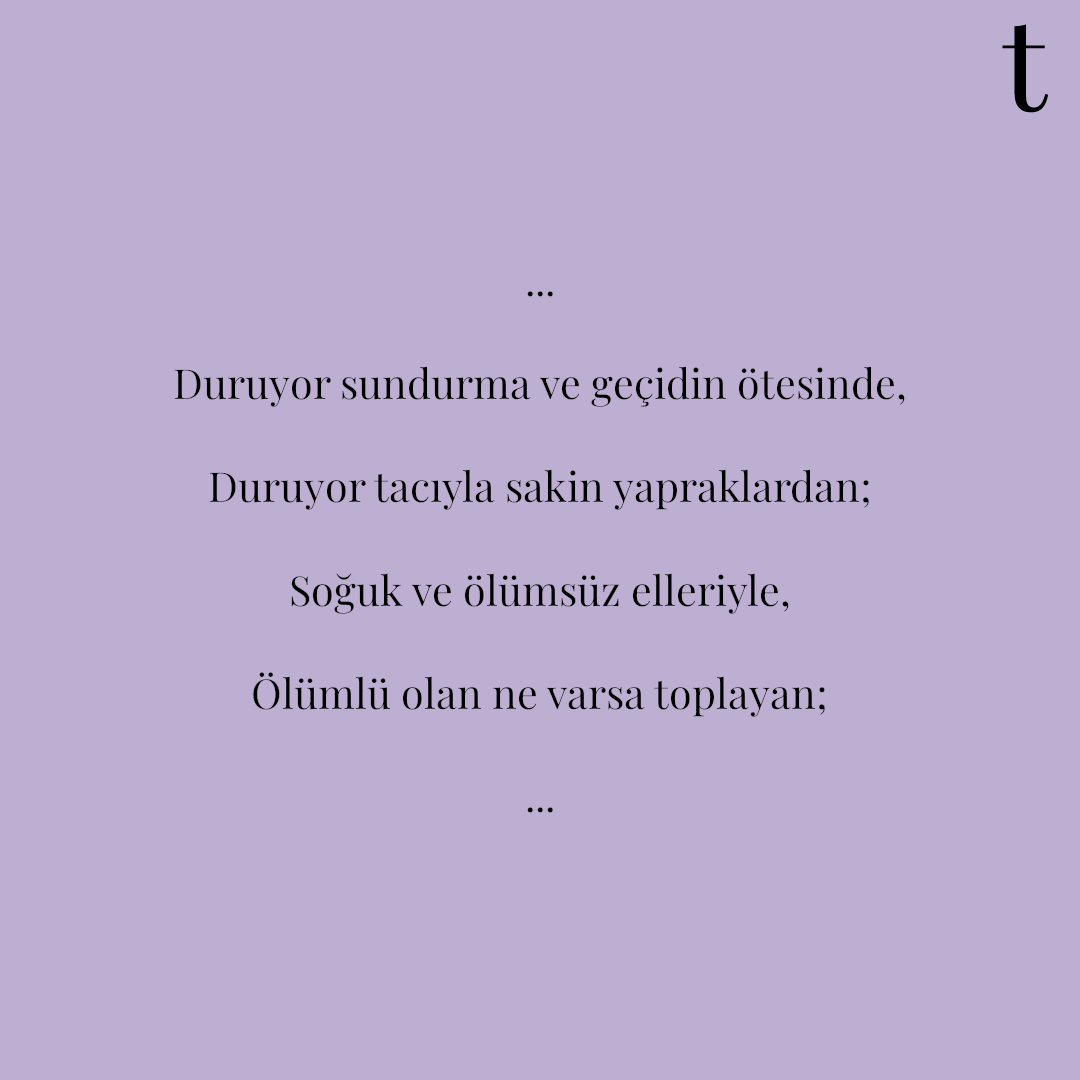 t
...
Duruyor sundurma ve geçidin ötesinde,
Duruyor tacıyla sakin yapraklardan;
Soğuk ve ölümsüz elleriyle,
Ölümlü olan ne varsa toplayan;
...